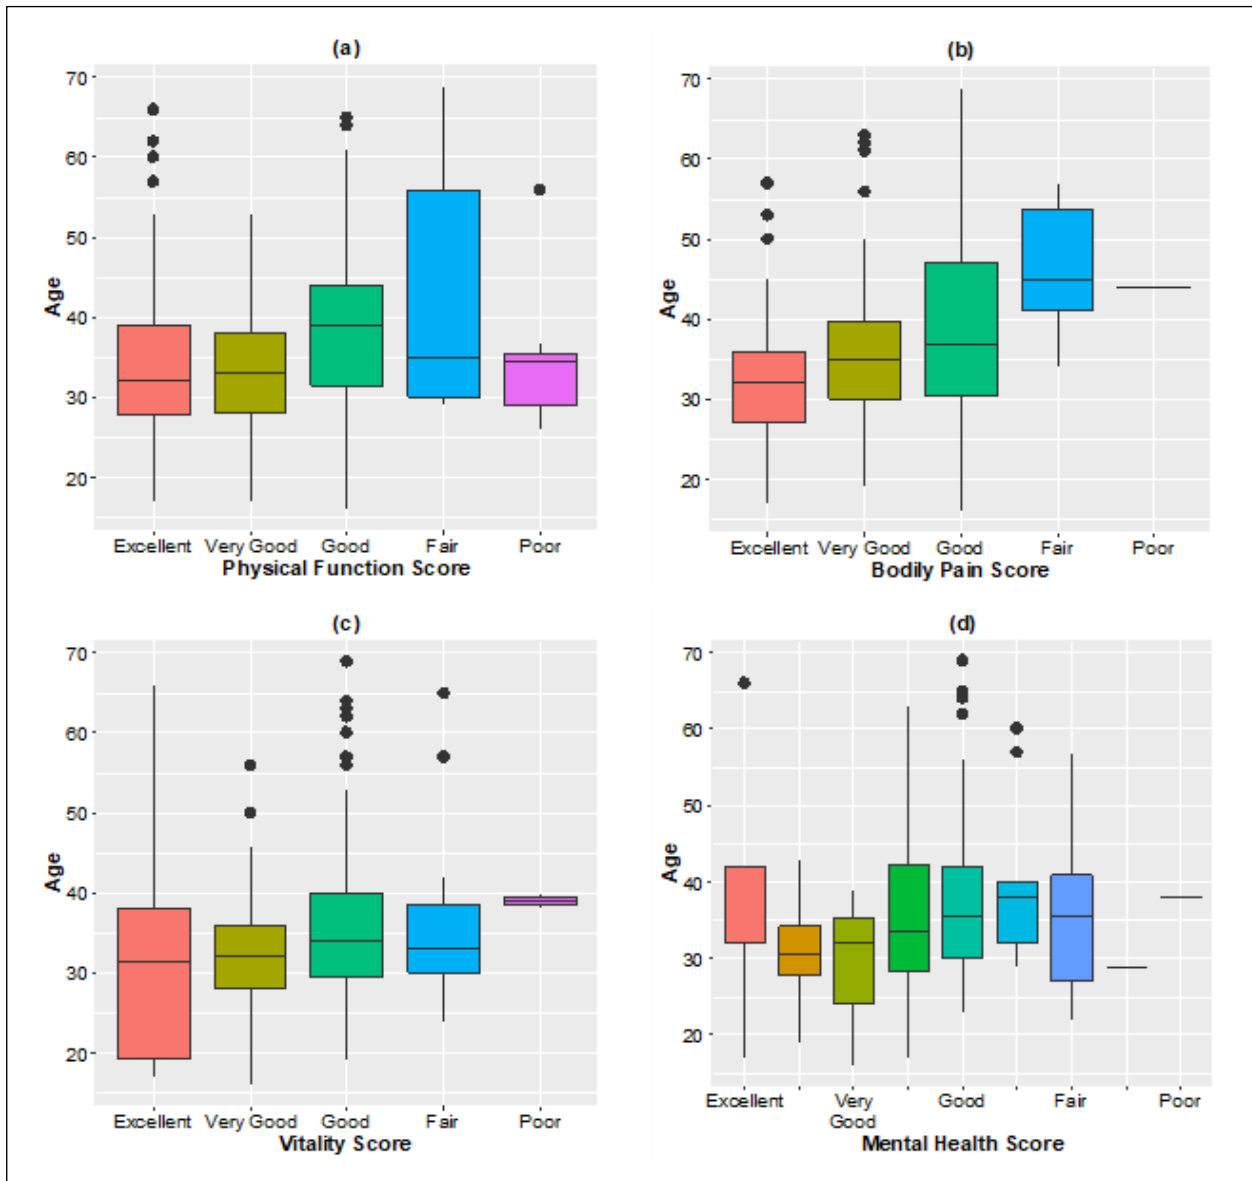 (a)
70
60
50
40
30
20
Age
Excellent Very Good Good Fair Poor
Physical Function Score
(b)
70
60
50
40
30
20
Age
Excellent Very Good Good Fair Poor
Bodily Pain Score
(c)
70
60
50
40
30
20
Age
Excellent Very Good Good Fair Poor
Vitality Score
(d)
70
60
50
40
30
20
Age
Excellent Very Good Fair Poor
Good
Mental Health Score